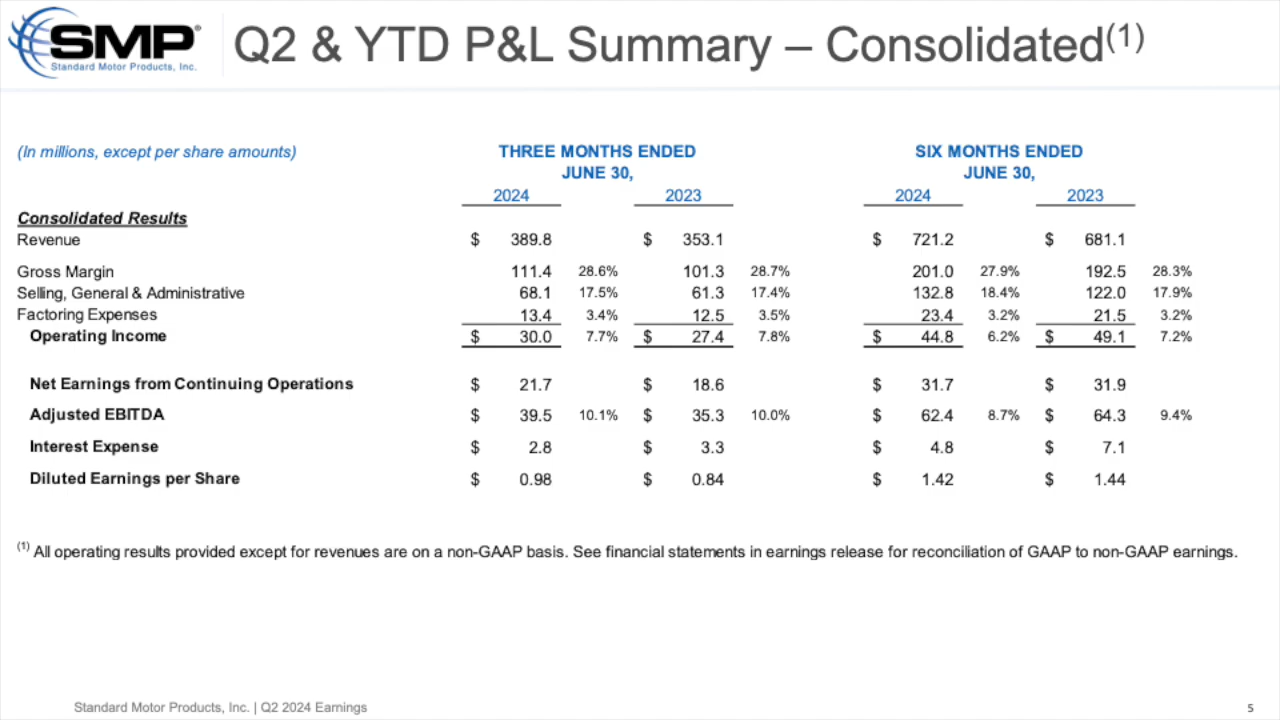 SMP®
Standard Motor Products, Inc.
Q2 & YTD P&L Summary – Consolidated(1)
(In millions, except per share amounts) THREE MONTHS ENDED SIX MONTHS ENDED
JUNE 30, JUNE 30,
2024 2023 2024 2023
Consolidated Results
Revenue $ 389.8 $ 353.1 $ 721.2 $ 681.1
Gross Margin 111.4 28.6% 101.3 28.7% 201.0 27.9% 192.5 28.3%
Selling, General & Administrative 68.1 17.5% 61.3 17.4% 132.8 18.4% 122.0 17.9%
Factoring Expenses 13.4 3.4% 12.5 3.5% 23.4 3.2% 21.5 3.2%
Operating Income $ 30.0 7.7% $ 27.4 7.8% $ 44.8 6.2% $ 49.1 7.2%
Net Earnings from Continuing Operations $ 21.7 $ 18.6 $ 31.7 $ 31.9
Adjusted EBITDA $ 39.5 10.1% $ 35.3 10.0% $ 62.4 8.7% $ 64.3 9.4%
Interest Expense $ 2.8 $ 3.3 $ 4.8 $ 7.1
Diluted Earnings per Share $ 0.98 $ 0.84 $ 1.42 $ 1.44
(1) All operating results provided except for revenues are on a non-GAAP basis. See financial statements in earnings release for reconciliation of GAAP to non-GAAP earnings.
Standard Motor Products, Inc. | Q2 2024 Earnings 5